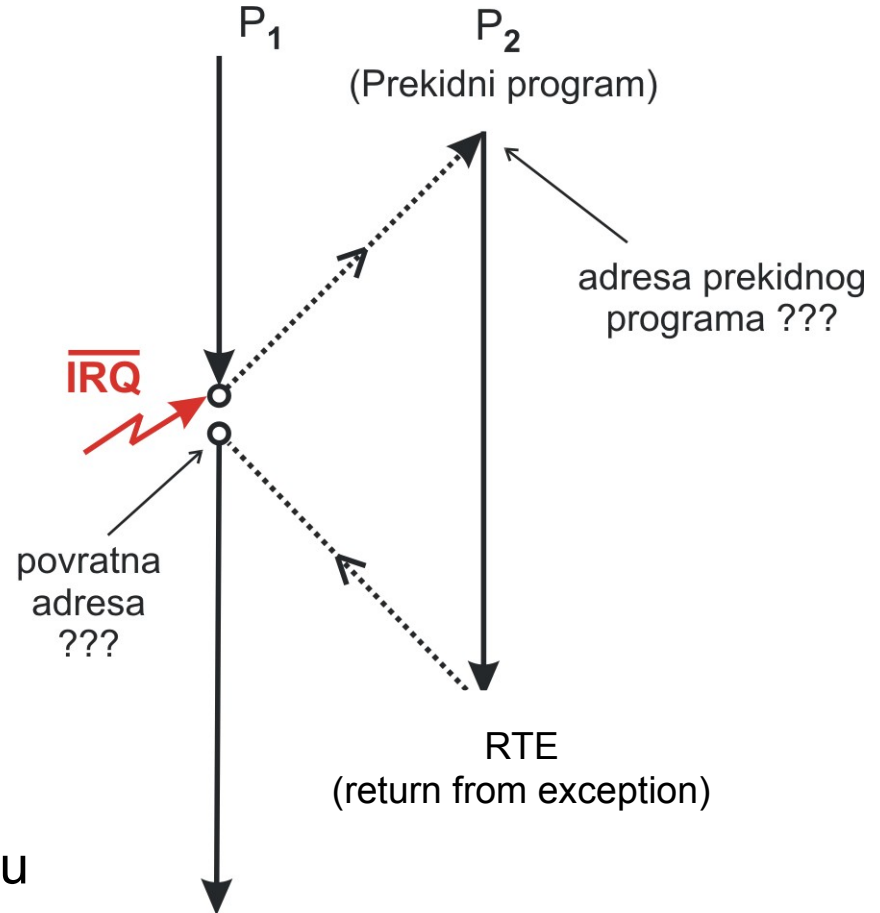 P₁
P₂
(Prekidni program)
adresa prekidnog
programa ???
IRQ
povratna
adresa
???
RTE
(return from exception)
u